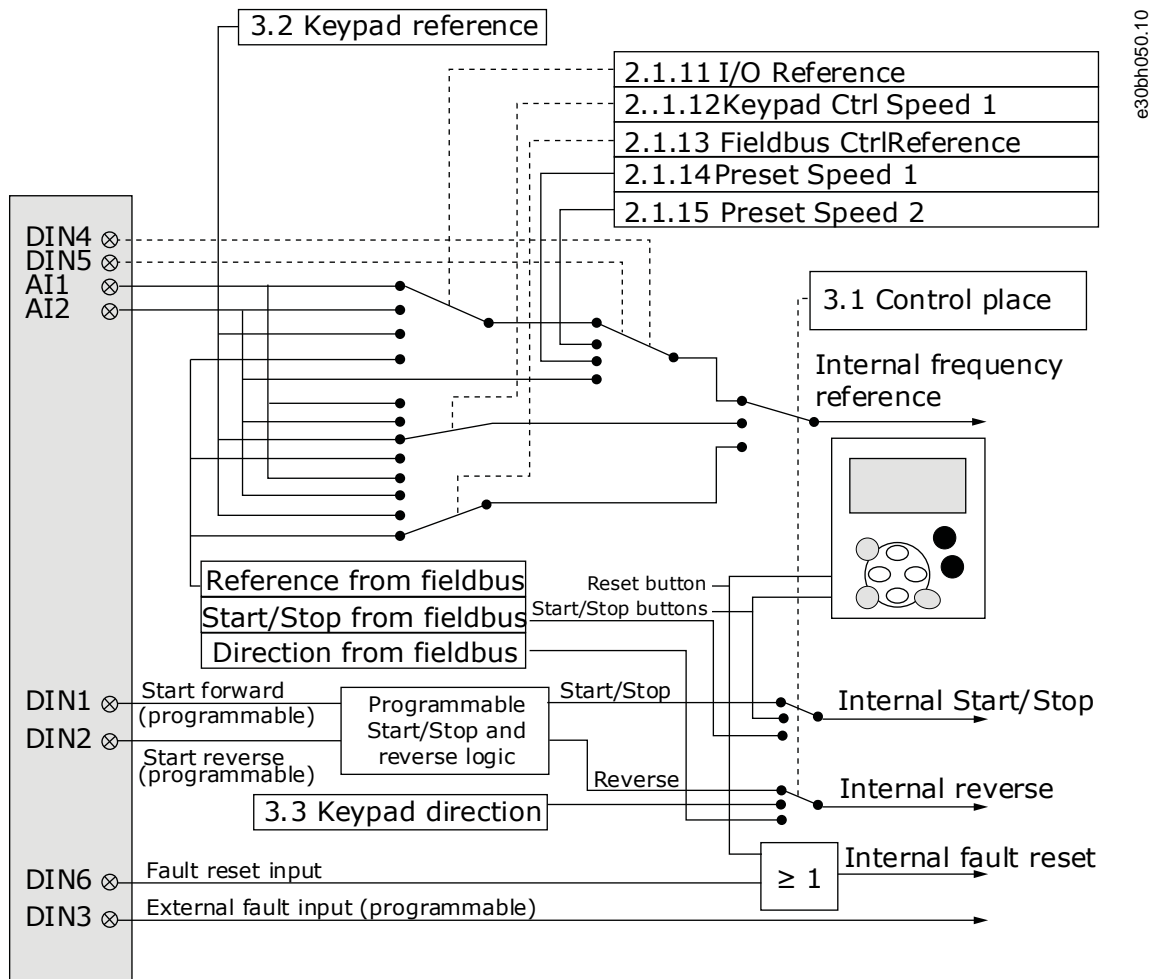 e30bh050.10
3.2 Keypad reference
2.1.11 I/O Reference
2..1.12Keypad Ctrl Speed 1
2.1.13 Fieldbus CtrlReference
2.1.14Preset Speed 1
2.1.15 Preset Speed 2
DIN4
DIN5
AI1
AI2
3.1 Control place
Internal frequency
reference
Reference from fieldbus
Start/Stop from fieldbus
Direction from fieldbus
Reset button
Start/Stop buttons
DIN1
Start forward
(programmable)
DIN2
Start reverse
(programmable)
Programmable
Start/Stop and
reverse logic
Start/Stop
Internal Start/Stop
Reverse
Internal reverse
3.3 Keypad direction
DIN6
Fault reset input
≥ 1
Internal fault reset
DIN3
External fault input (programmable)